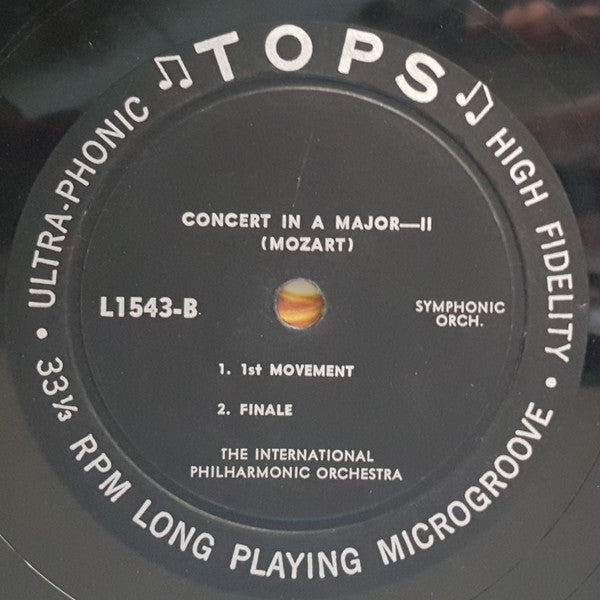 TOPS
ULTRA-PHONIC
HIGH FIDELITY
CONCERT IN A MAJOR—II
(MOZART)
L1543-B
SYMPHONIC
ORCH.
1. 1st MOVEMENT
2. FINALE
THE INTERNATIONAL
PHILHARMONIC ORCHESTRA
• 33⅓ RPM LONG PLAYING MICROGROOVE •